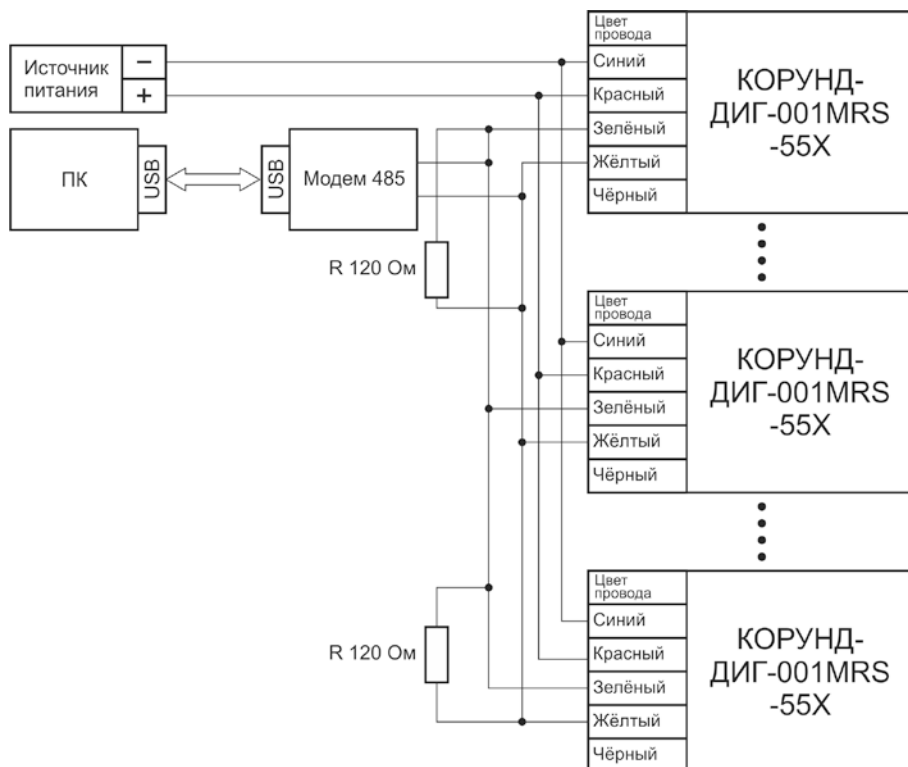 Источник
питания
−
+
ПК
USB
USB
Модем 485
R 120 Ом
R 120 Ом
Цвет
провода
Синий
Красный
Зелёный
Жёлтый
Чёрный
КОРУНД-
ДИГ-001MRS
-55X
Цвет
провода
Синий
Красный
Зелёный
Жёлтый
Чёрный
КОРУНД-
ДИГ-001MRS
-55X
Цвет
провода
Синий
Красный
Зелёный
Жёлтый
Чёрный
КОРУНД-
ДИГ-001MRS
-55X